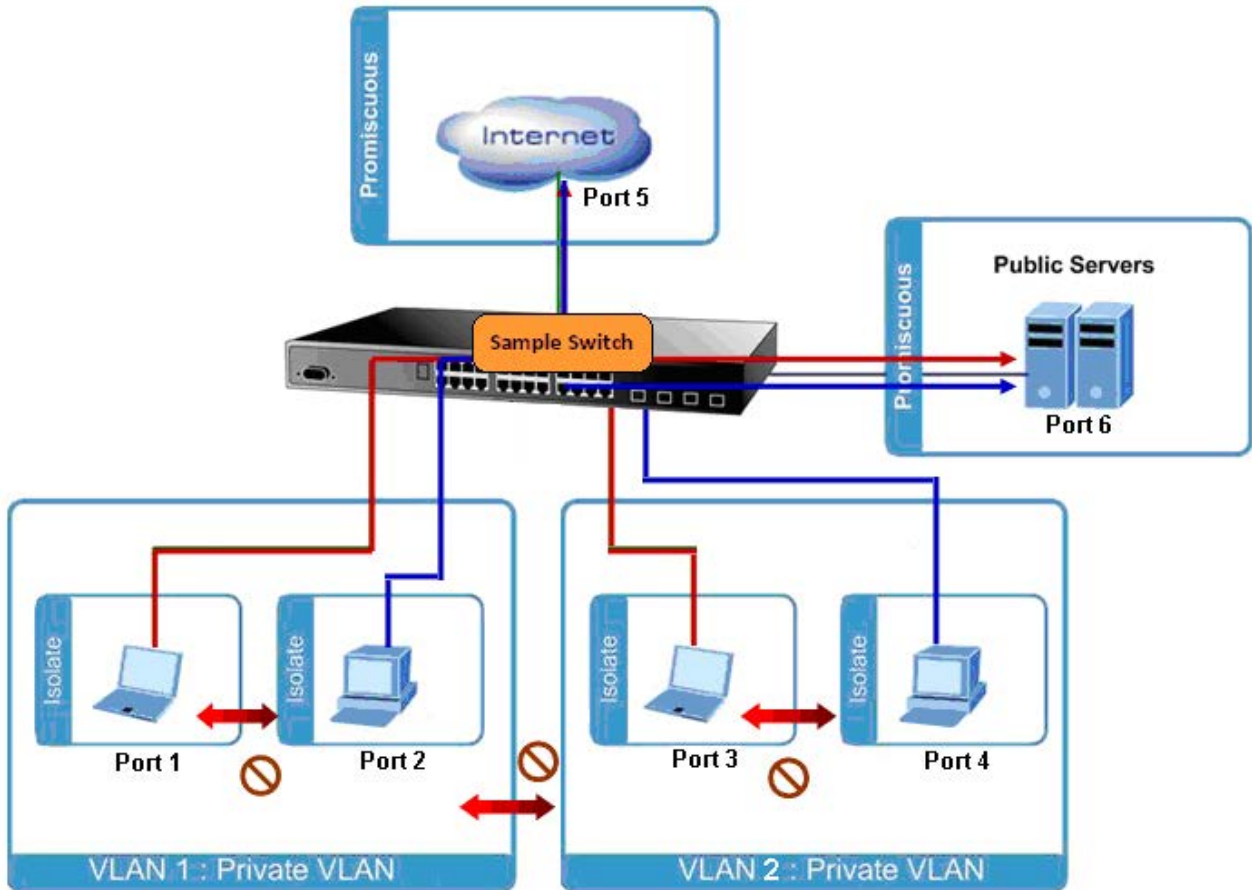 Promiscuous
Internet
Port 5
Sample Switch
Promiscuous
Public Servers
Port 6
Isolate
Port 1
Isolate
Port 2
Isolate
Port 3
Isolate
Port 4
VLAN 1 : Private VLAN
VLAN 2 : Private VLAN